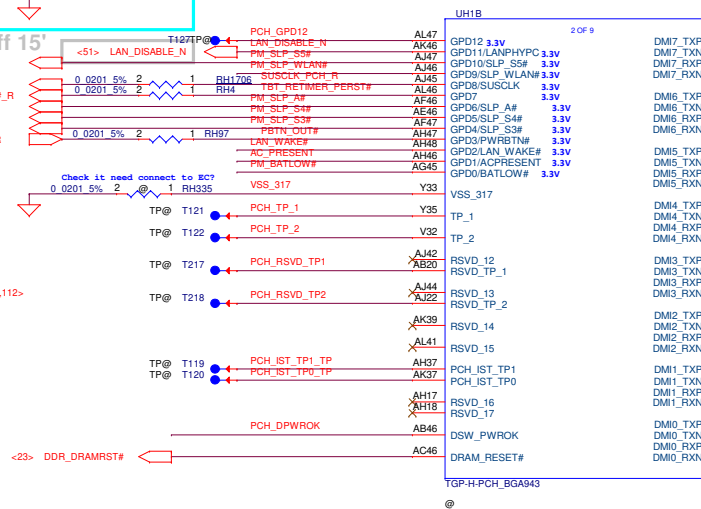 UH1B
2 OF 9
ff 15'
T127 TP@ PCH_GPD12 AL47 GPD12 3.3V DMI7_TXP
<51> LAN_DISABLE_N LAN_DISABLE_N AK46 GPD11/LANPHYPC 3.3V DMI7_TXN
PM_SLP_S5# AJ47 GPD10/SLP_S5# 3.3V DMI7_RXP
PM_SLP_WLAN# AJ46 GPD9/SLP_WLAN# 3.3V DMI7_RXN
0_0201_5% 2 1 RH1706 SUSCLK_PCH_R AJ45 GPD8/SUSCLK 3.3V
_R 0_0201_5% 2 1 RH4 TBT_RETIMER_PERST# AL46 GPD7 3.3V DMI6_TXP
PM_SLP_A# AF46 GPD6/SLP_A# 3.3V DMI6_TXN
PM_SLP_S4# AE46 GPD5/SLP_S4# 3.3V DMI6_RXP
PM_SLP_S3# AF47 GPD4/SLP_S3# 3.3V DMI6_RXN
0_0201_5% 2 1 RH97 PBTN_OUT# AH47 GPD3/PWRBTN# 3.3V
LAN_WAKE# AH48 GPD2/LAN_WAKE# 3.3V DMI5_TXP
AC_PRESENT AH46 GPD1/ACPRESENT 3.3V DMI5_TXN
PM_BATLOW# AG45 GPD0/BATLOW# 3.3V DMI5_RXP
DMI5_RXN
Check it need connect to EC?
0_0201_5% 2 @ 1 RH335 VSS_317 Y33 VSS_317
DMI4_TXP
TP@ T121 PCH_TP_1 Y35 TP_1 DMI4_TXN
DMI4_RXP
TP@ T122 PCH_TP_2 V32 TP_2 DMI4_RXN
AJ42 RSVD_12 DMI3_TXP
TP@ T217 PCH_RSVD_TP1 AB20 RSVD_TP_1 DMI3_TXN
DMI3_RXP
,112> AJ44 RSVD_13 DMI3_RXN
TP@ T218 PCH_RSVD_TP2 AJ22 RSVD_TP_2
DMI2_TXP
AK39 RSVD_14 DMI2_TXN
DMI2_RXP
AL41 RSVD_15 DMI2_RXN
TP@ T119 PCH_IST_TP1_TP AH37 PCH_IST_TP1 DMI1_TXP
TP@ T120 PCH_IST_TP0_TP AK37 PCH_IST_TP0 DMI1_TXN
DMI1_RXP
AH17 RSVD_16 DMI1_RXN
AH18 RSVD_17
PCH_DPWROK AB46 DSW_PWROK DMI0_TXP
DMI0_TXN
DMI0_RXP
<23> DDR_DRAMRST# AC46 DRAM_RESET# DMI0_RXN
TGP-H-PCH_BGA943
@